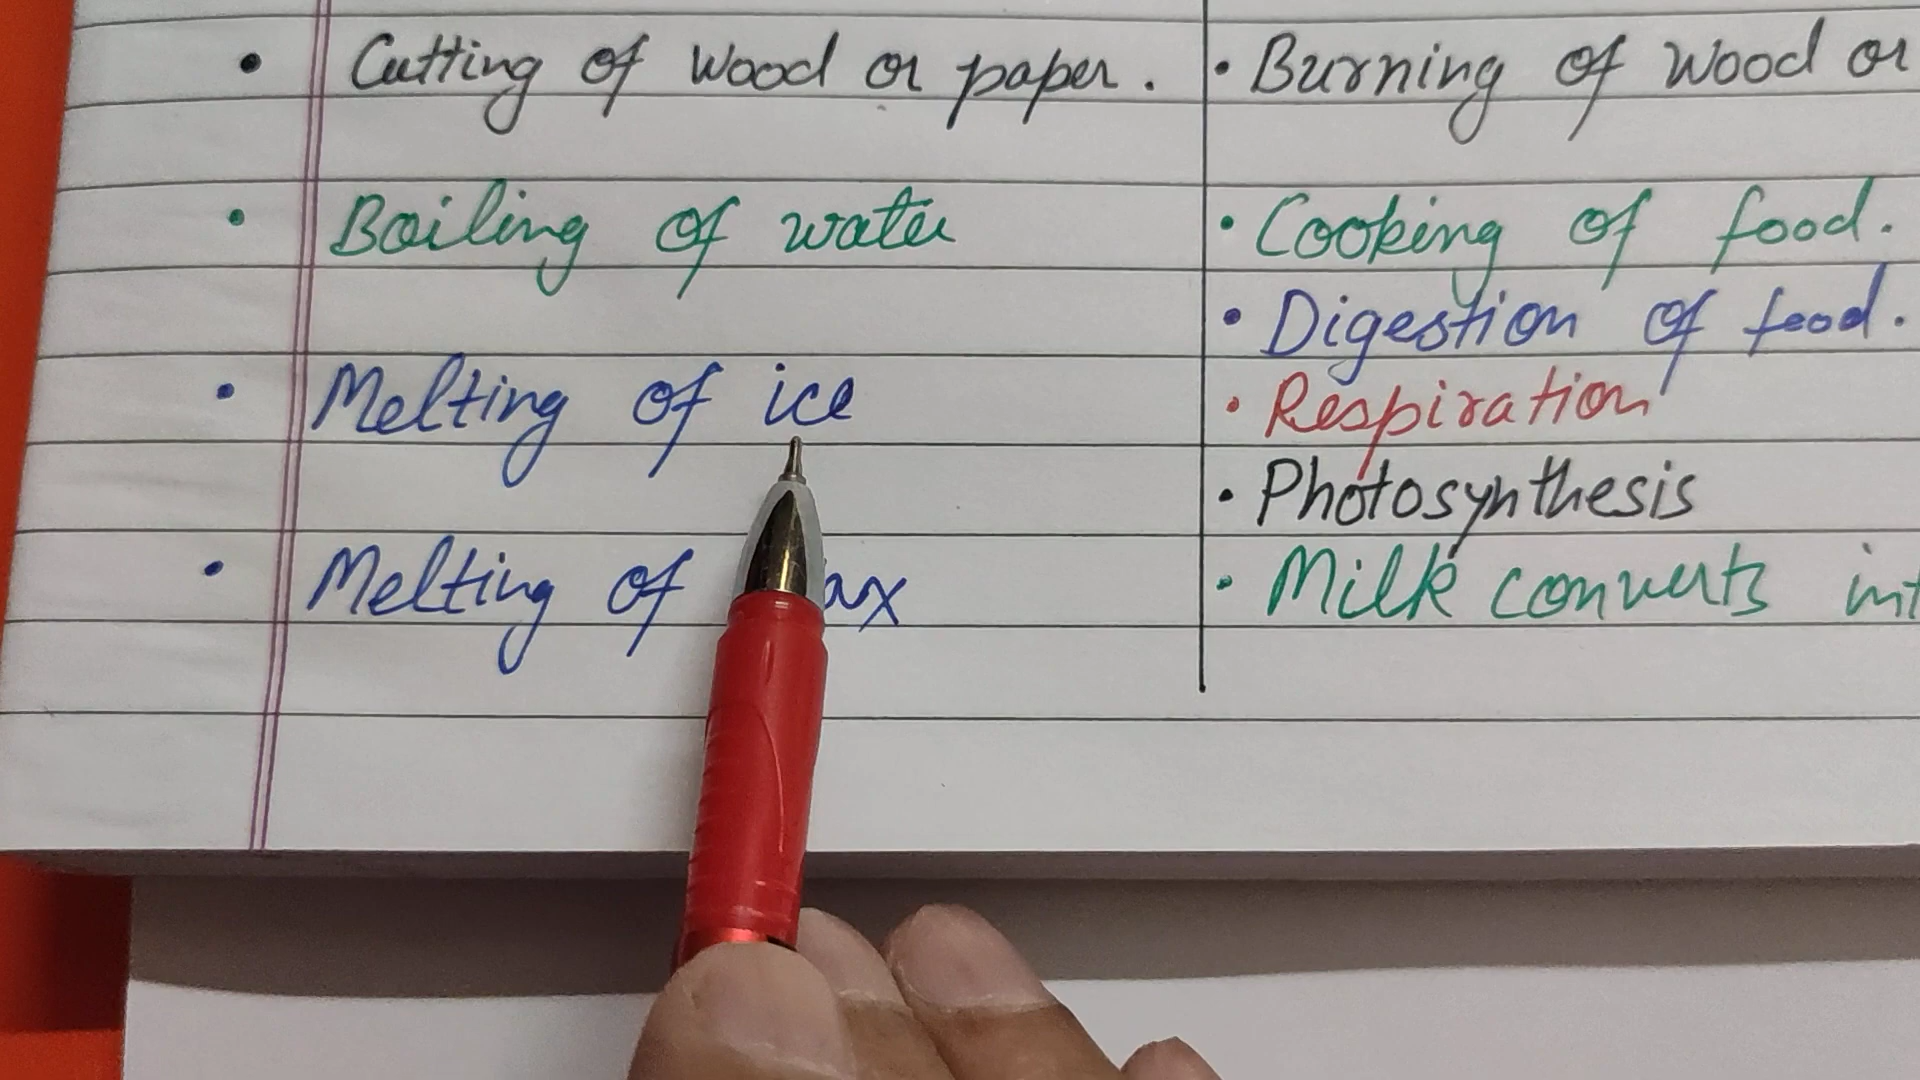 • Cutting of wood or paper.
• Boiling of water
• Melting of ice
• Melting of
• Burning of wood or
• Cooking of food.
• Digestion of food.
• Respiration
• Photosynthesis
• Milk converts